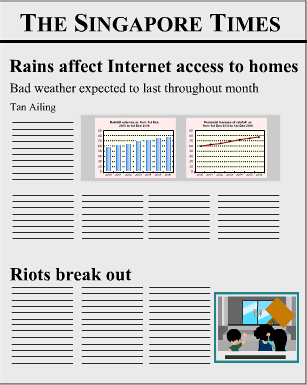 THE SINGAPORE TIMES
Rains affect Internet access to homes
Bad weather expected to last throughout month
Tan Ailing
Riots break out